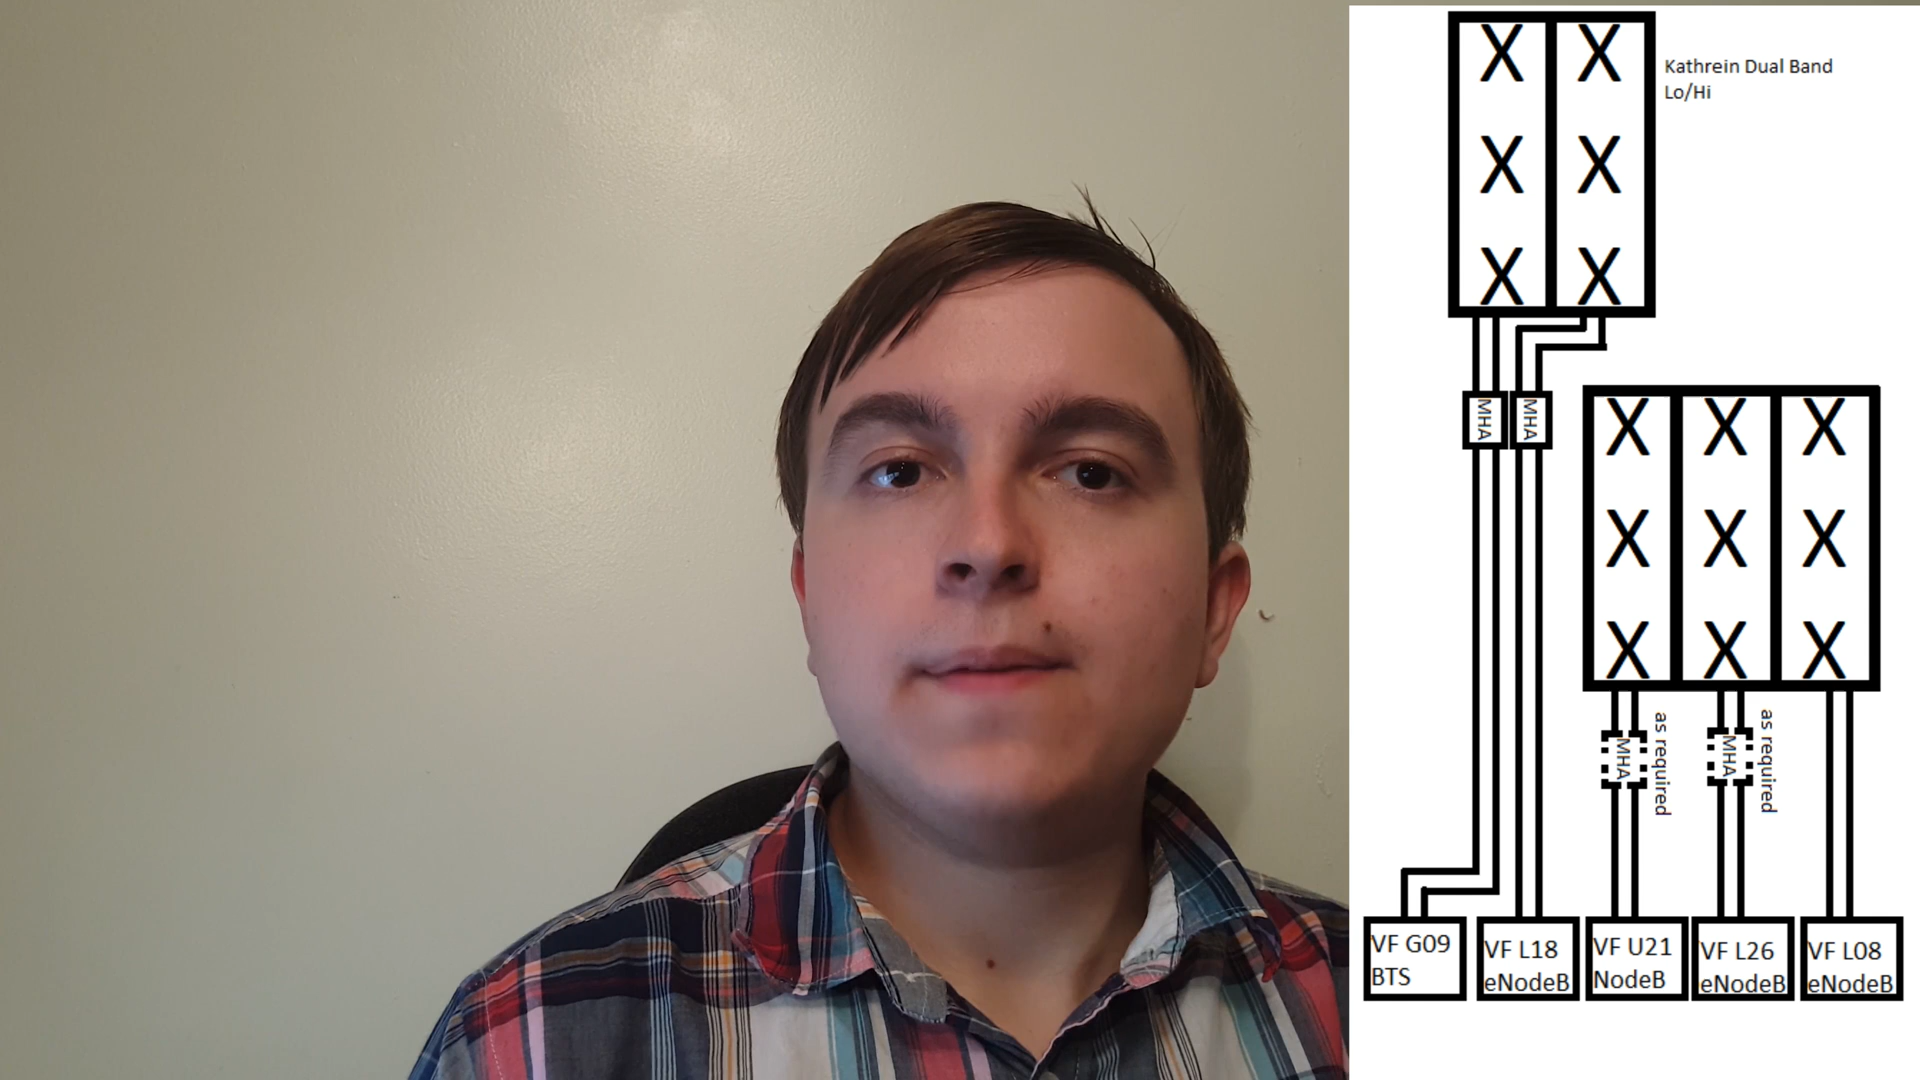 X X
X X
X X
Kathrein Dual Band
Lo/Hi
MHA MHA
X X X
X X X
X X X
MHA
as required
MHA
as required
VF G09
BTS
VF L18
eNodeB
VF U21
NodeB
VF L26
eNodeB
VF L08
eNodeB